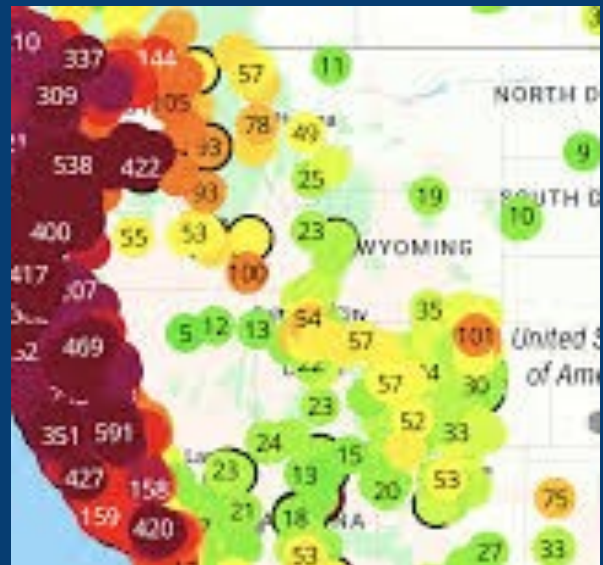 10 337 144 57 11
309 105 NORTH D
78 49
538 422 93 9
93 25 19 SOUTH D
10
400 55 53 23 WYOMING
417 100
07
5 12 13 54 City 35 101 United S
469 57 of Ame
57 30
23 52 33
351 591 24 15
427 158 23 13 20 53 75
159 420 21 18 NA
53 27 33